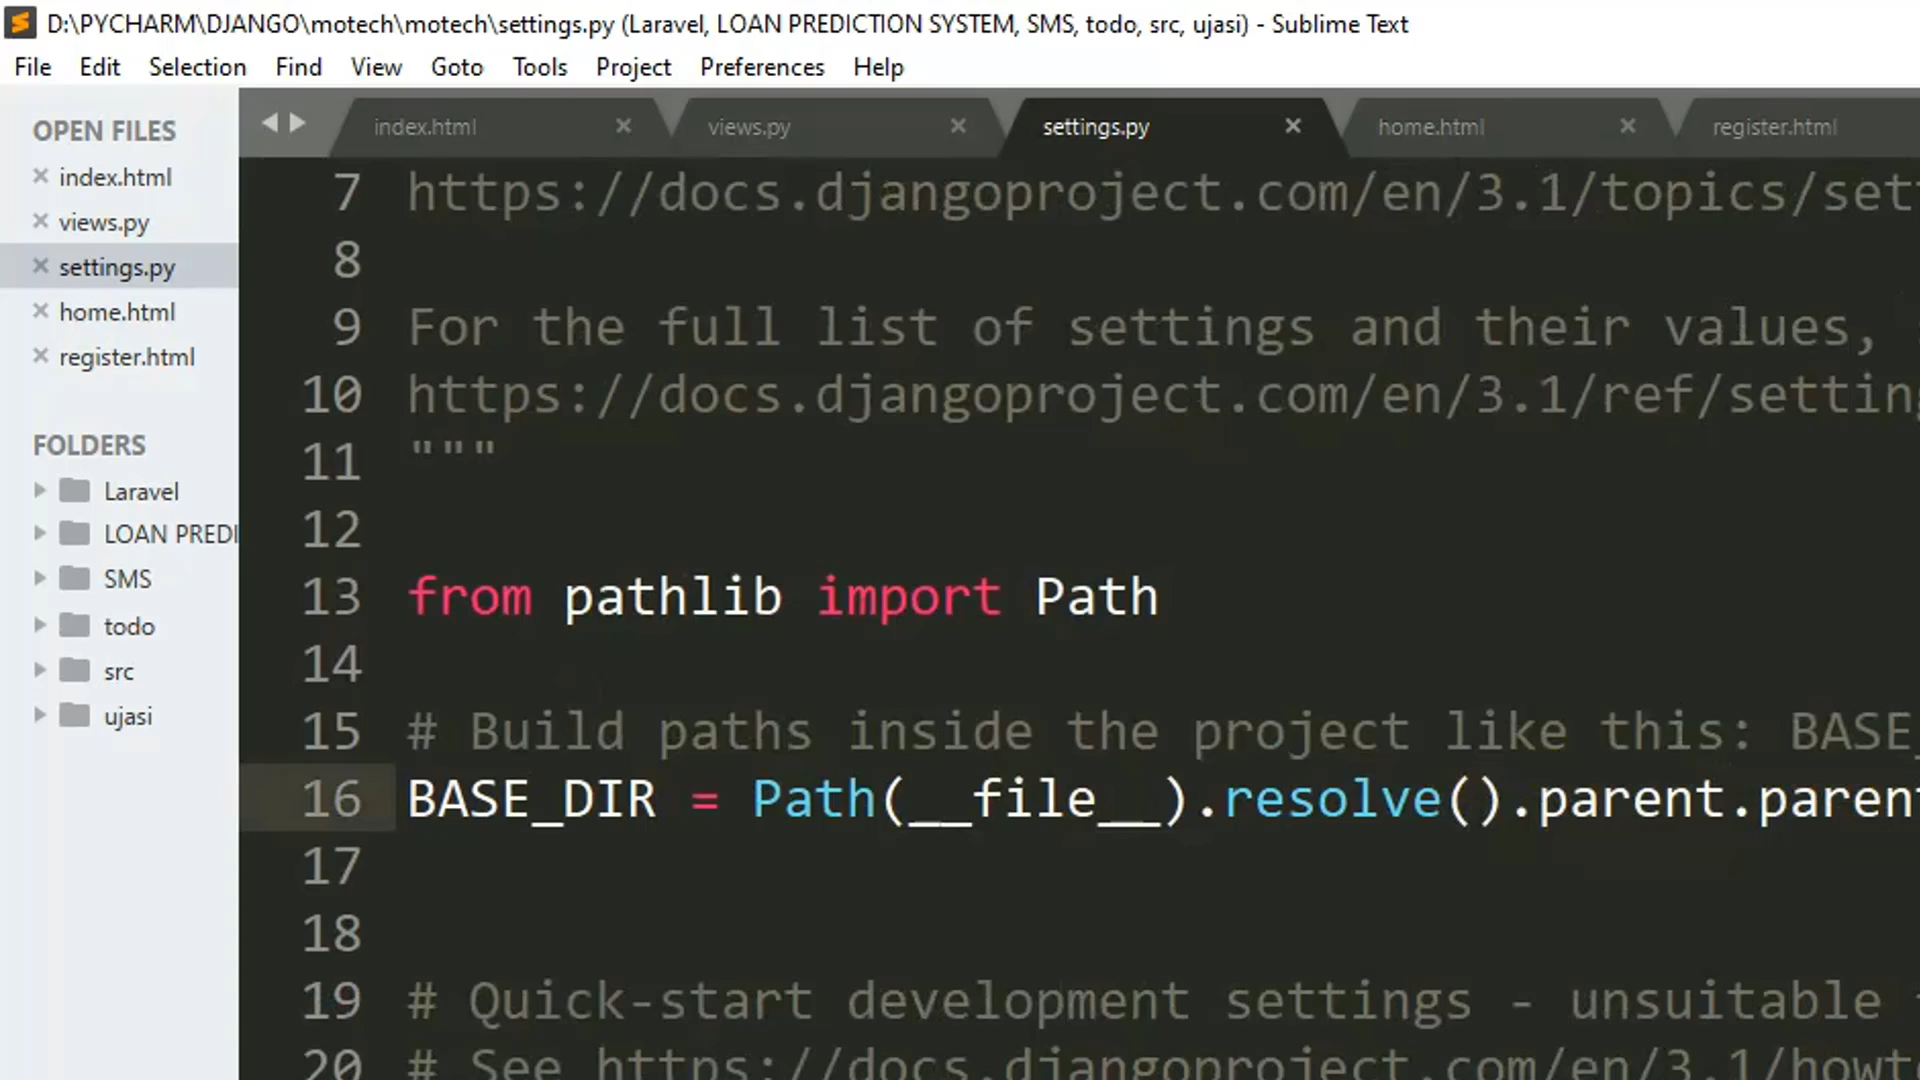 D:\PYCHARM\DJANGO\motech\motech\settings.py (Laravel, LOAN PREDICTION SYSTEM, SMS, todo, src, ujasi) - Sublime Text
File Edit Selection Find View Goto Tools Project Preferences Help
OPEN FILES
index.html
views.py
settings.py
home.html
register.html
FOLDERS
Laravel
LOAN PREDI
SMS
todo
src
ujasi
index.html views.py settings.py home.html register.html
7 https://docs.djangoproject.com/en/3.1/topics/sett
8
9 For the full list of settings and their values,
10 https://docs.djangoproject.com/en/3.1/ref/setting
11 """
12
13 from pathlib import Path
14
15 # Build paths inside the project like this: BASE_
16 BASE_DIR = Path(__file__).resolve().parent.parent
17
18
19 # Quick-start development settings - unsuitable
20 # See https://docs.djangoproject.com/en/3.1/howto